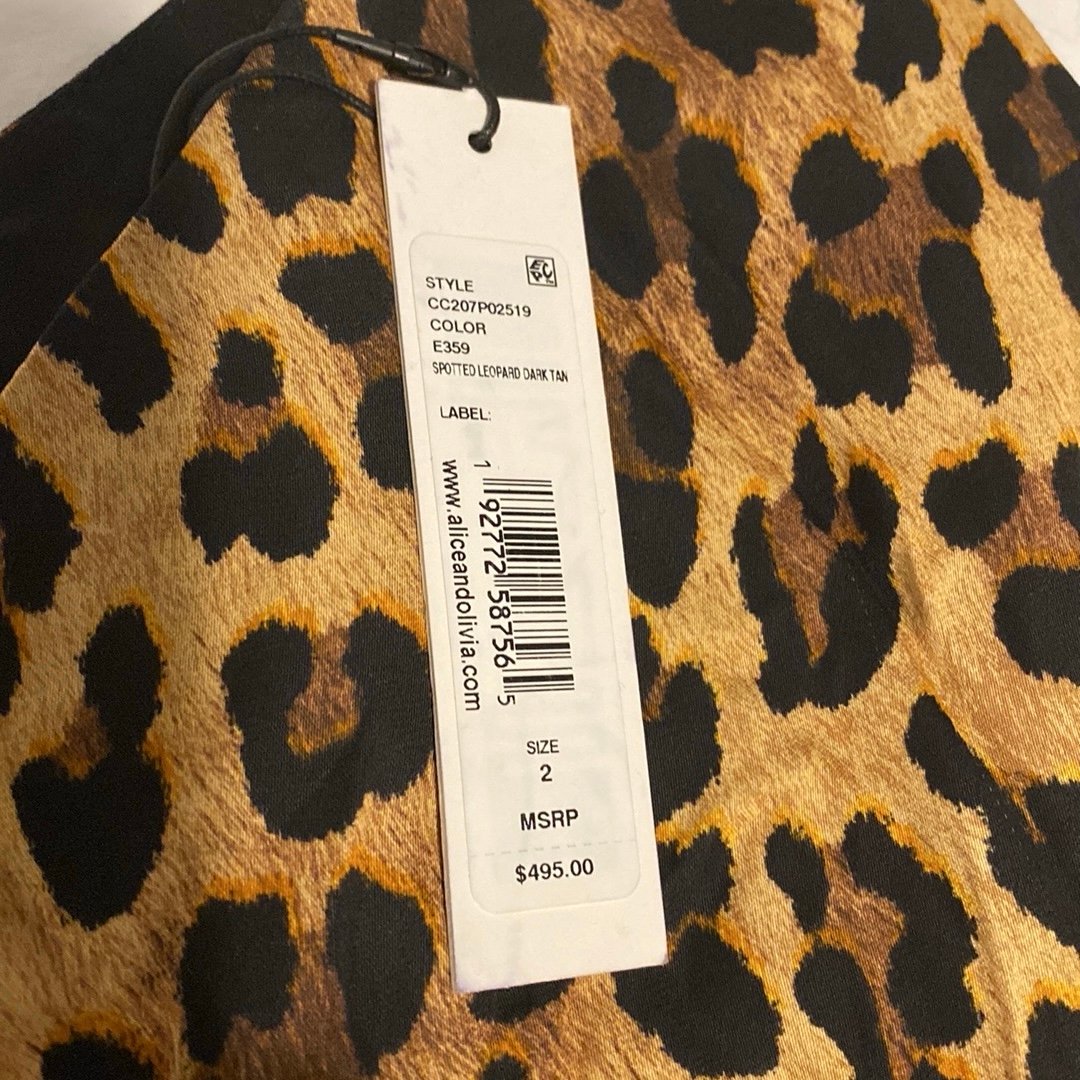 STYLE
CC207P02519
COLOR
E359
SPOTTED LEOPARD DARK TAN
LABEL:
1 92772 58756 5
www.aliceandolivia.com
SIZE
2
MSRP
$495.00